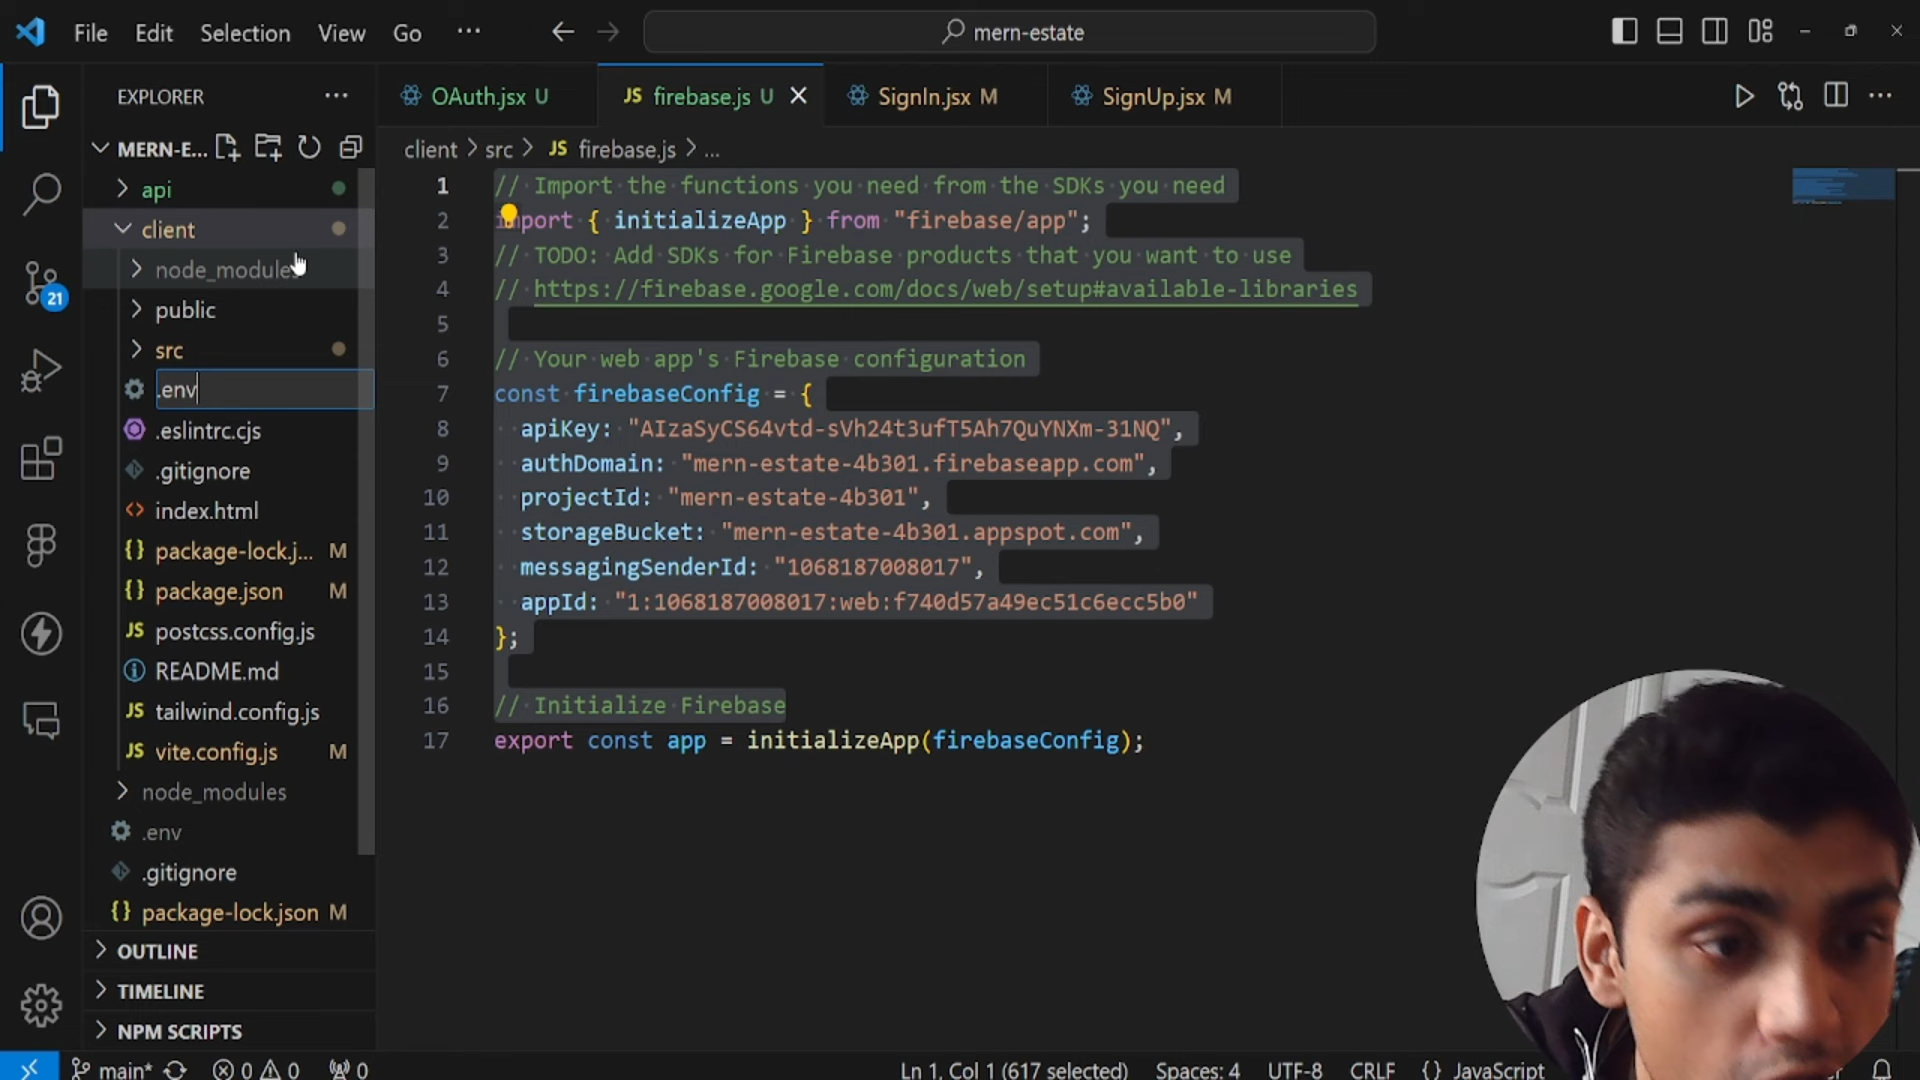 File Edit Selection View Go ··· mern-estate
EXPLORER ···
MERN-E...
api
client
node_modules
public
src
.env
.eslintrc.cjs
.gitignore
index.html
package-lock.j... M
package.json M
postcss.config.js
README.md
tailwind.config.js
vite.config.js M
node_modules
.env
.gitignore
package-lock.json M
OUTLINE
TIMELINE
NPM SCRIPTS
21
OAuth.jsx U JS firebase.js U SignIn.jsx M SignUp.jsx M
client > src > JS firebase.js > ...
1 // Import the functions you need from the SDKs you need
2 import { initializeApp } from "firebase/app";
3 // TODO: Add SDKs for Firebase products that you want to use
4 // https://firebase.google.com/docs/web/setup#available-libraries
5
6 // Your web app's Firebase configuration
7 const firebaseConfig = {
8 apiKey: "AIzaSyCS64vtd-sVh24t3ufT5Ah7QuYNXm-31NQ",
9 authDomain: "mern-estate-4b301.firebaseapp.com",
10 projectId: "mern-estate-4b301",
11 storageBucket: "mern-estate-4b301.appspot.com",
12 messagingSenderId: "1068187008017",
13 appId: "1:1068187008017:web:f740d57a49ec51c6ecc5b0"
14 };
15
16 // Initialize Firebase
17 export const app = initializeApp(firebaseConfig);
main* 0 0 0 Ln 1, Col 1 (617 selected) Spaces: 4 UTF-8 CRLF {} JavaScript